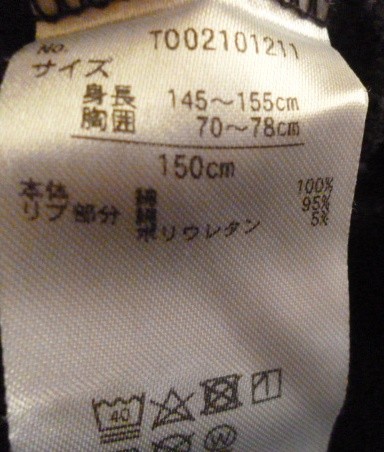 No. T002101211
サイズ
身長 145～155cm
胸囲 70～78cm
150cm
本体 綿 100%
リブ部分 綿 95%
ポリウレタン 5%
40
W